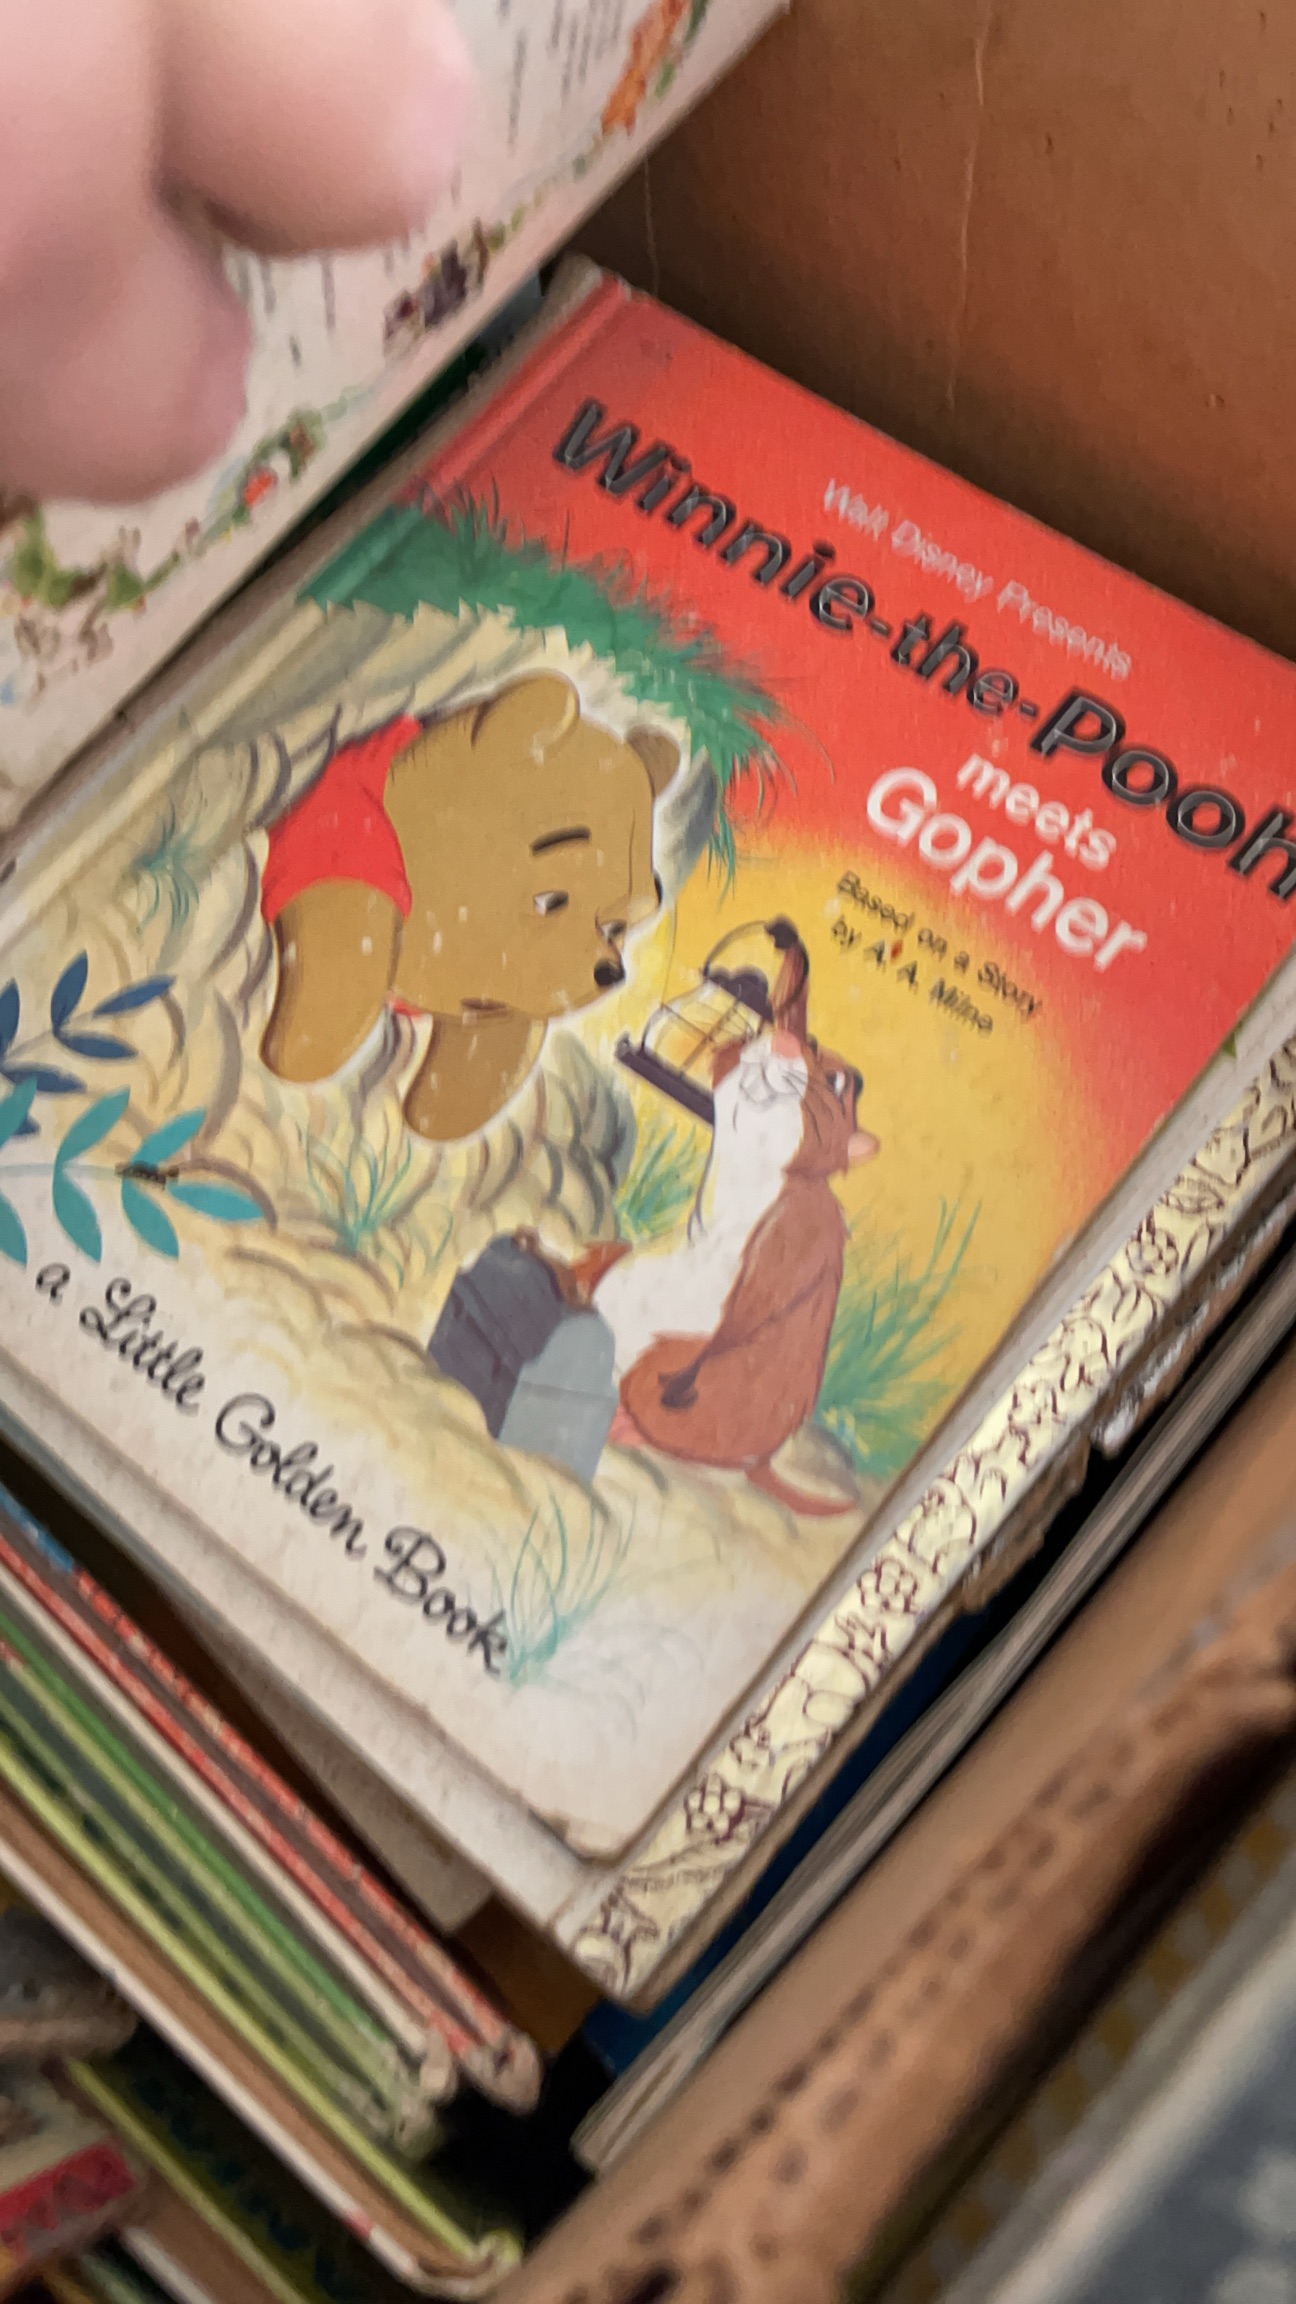 Walt Disney Presents
Winnie-the-Pooh
meets
Gopher
Based on a Story
by A. A. Milne
a Little Golden Book